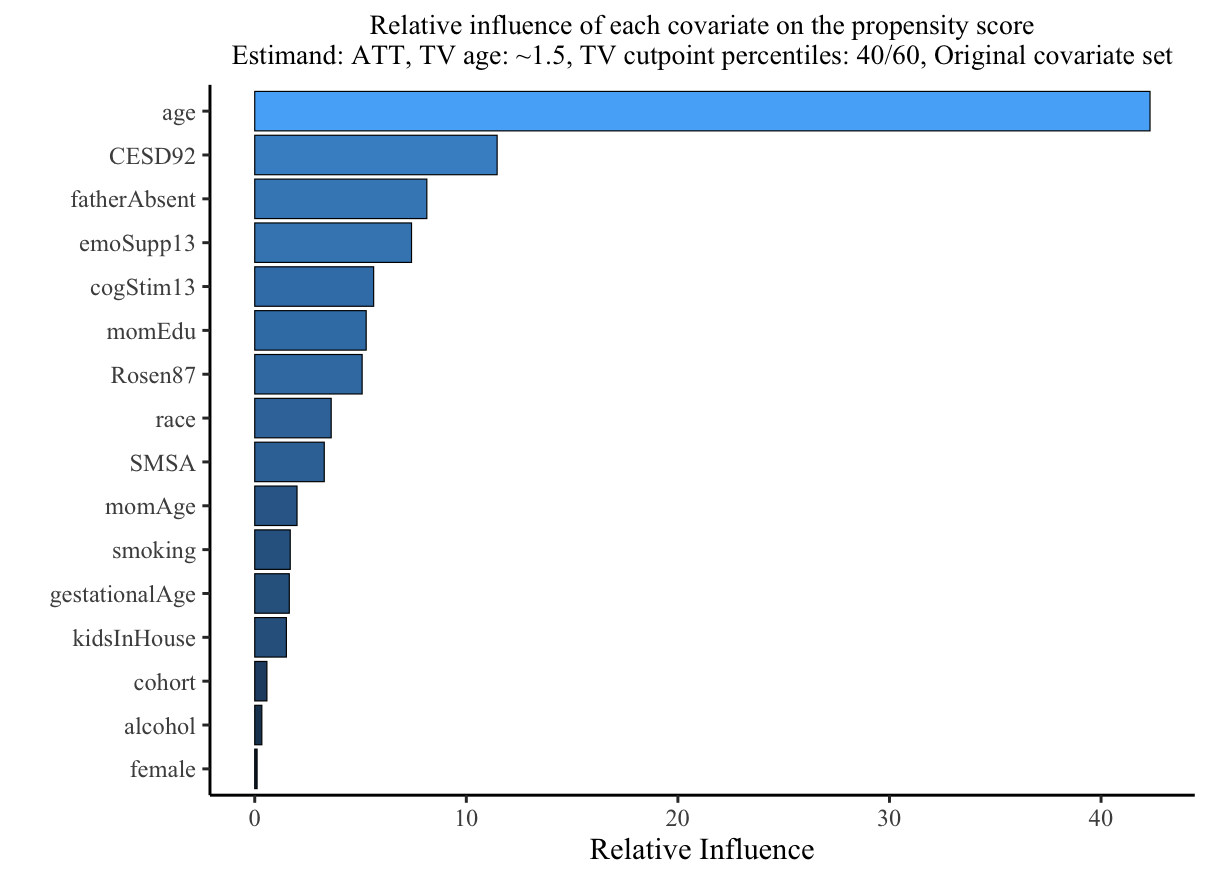 Relative influence of each covariate on the propensity score
Estimand: ATT, TV age: ~1.5, TV cutpoint percentiles: 40/60, Original covariate set
age
CESD92
fatherAbsent
emoSupp13
cogStim13
momEdu
Rosen87
race
SMSA
momAge
smoking
gestationalAge
kidsInHouse
cohort
alcohol
female
0 10 20 30 40
Relative Influence